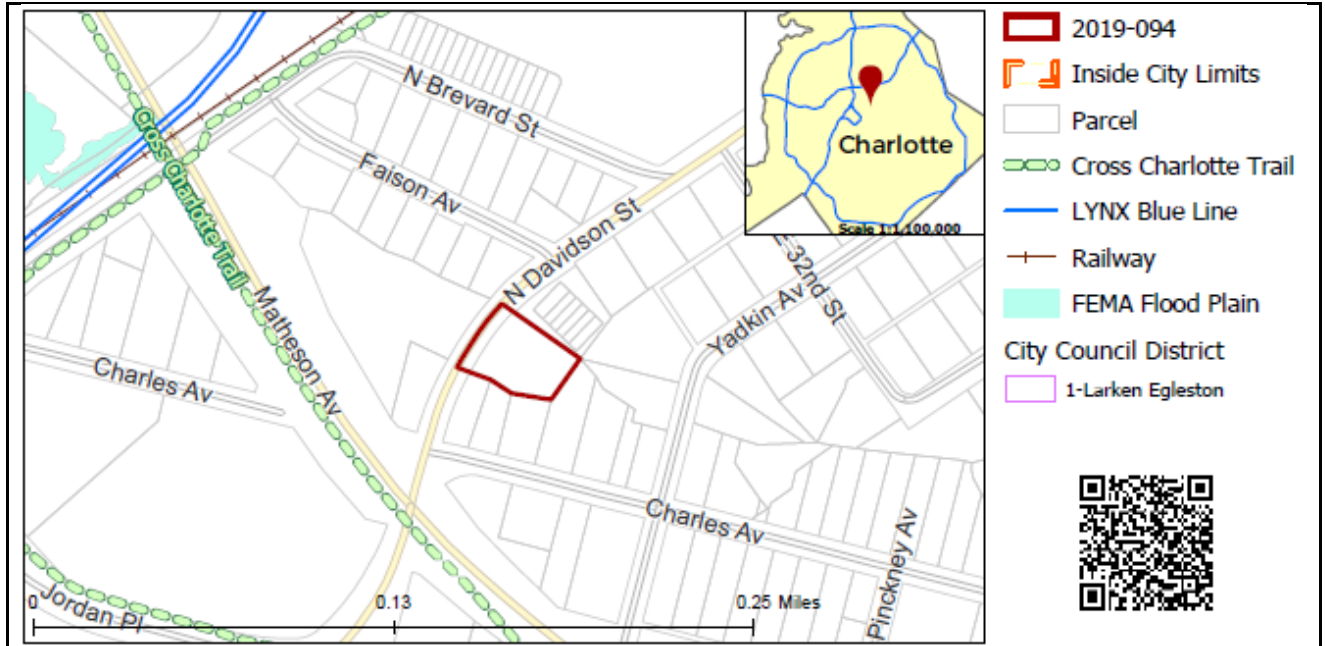 N Brevard St
Faison Av
Cross Charlotte Trail
N Davidson St
E 32nd St
Yadkin Av
Matheson Av
Charles Av
Charles Av
Pinckney Av
Jordan Pl
0
0.13
0.25 Miles
Charlotte
Scale 1:1,100,000
2019-094
Inside City Limits
Parcel
Cross Charlotte Trail
LYNX Blue Line
Railway
FEMA Flood Plain
City Council District
1-Larken Egleston